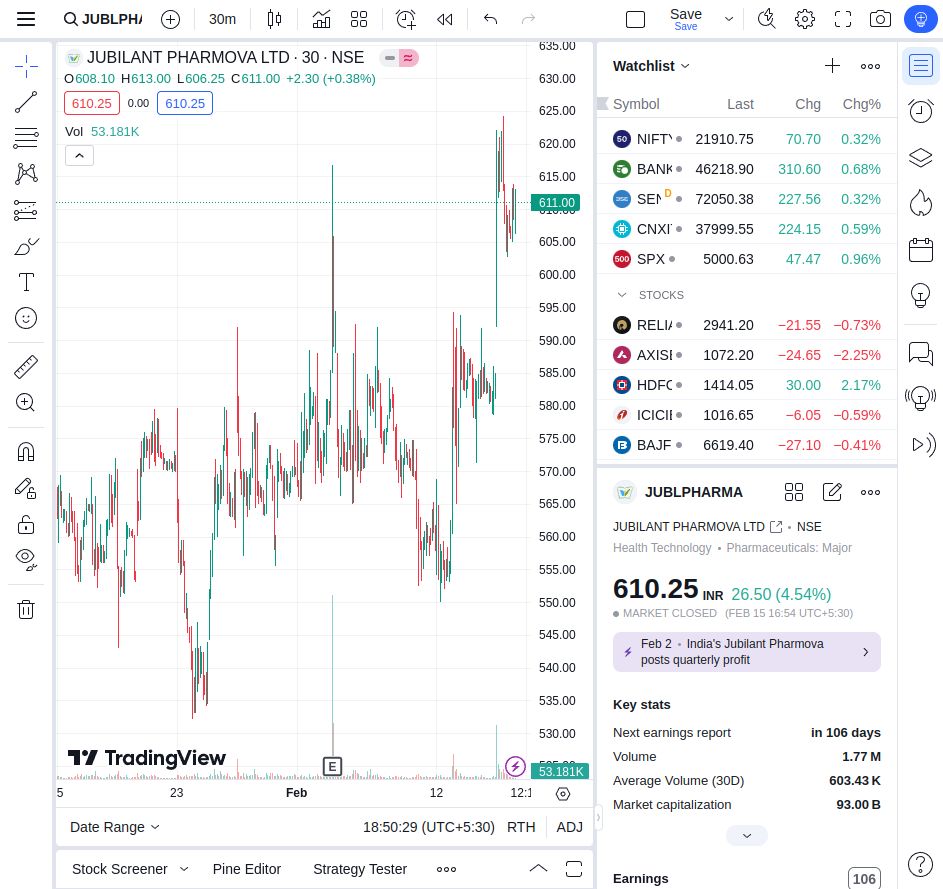 JUBLPHA
30m
Save
Save
JUBILANT PHARMOVA LTD · 30 · NSE
O608.10 H613.00 L606.25 C611.00 +2.30 (+0.38%)
610.25
0.00
610.25
Vol 53.181K
635.00
630.00
625.00
620.00
615.00
611.00
610.00
605.00
600.00
595.00
590.00
585.00
580.00
575.00
570.00
565.00
560.00
555.00
550.00
545.00
540.00
535.00
530.00
53.181K
TradingView
E
5
23
Feb
12
12:1
Date Range
18:50:29 (UTC+5:30)
RTH
ADJ
Stock Screener
Pine Editor
Strategy Tester
Watchlist
Symbol Last Chg Chg%
50 NIFTY 21910.75 70.70 0.32%
BANK 46218.90 310.60 0.68%
BSE SEN D 72050.38 227.56 0.32%
CNXI 37999.55 224.15 0.59%
500 SPX 5000.63 47.47 0.96%
STOCKS
RELIA 2941.20 −21.55 −0.73%
AXISE 1072.20 −24.65 −2.25%
HDFC 1414.05 30.00 2.17%
ICICIE 1016.65 −6.05 −0.59%
BAJF 6619.40 −27.10 −0.41%
JUBLPHARMA
JUBILANT PHARMOVA LTD • NSE
Health Technology • Pharmaceuticals: Major
610.25 INR 26.50 (4.54%)
MARKET CLOSED (FEB 15 16:54 UTC+5:30)
Feb 2 • India's Jubilant Pharmova
posts quarterly profit
Key stats
Next earnings report in 106 days
Volume 1.77 M
Average Volume (30D) 603.43 K
Market capitalization 93.00 B
Earnings
106